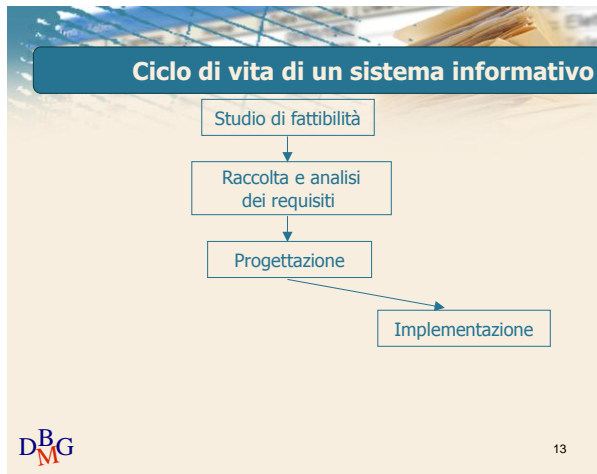 Ciclo di vita di un sistema informativo
Studio di fattibilità
Raccolta e analisi
dei requisiti
Progettazione
Implementazione
DBMG
13